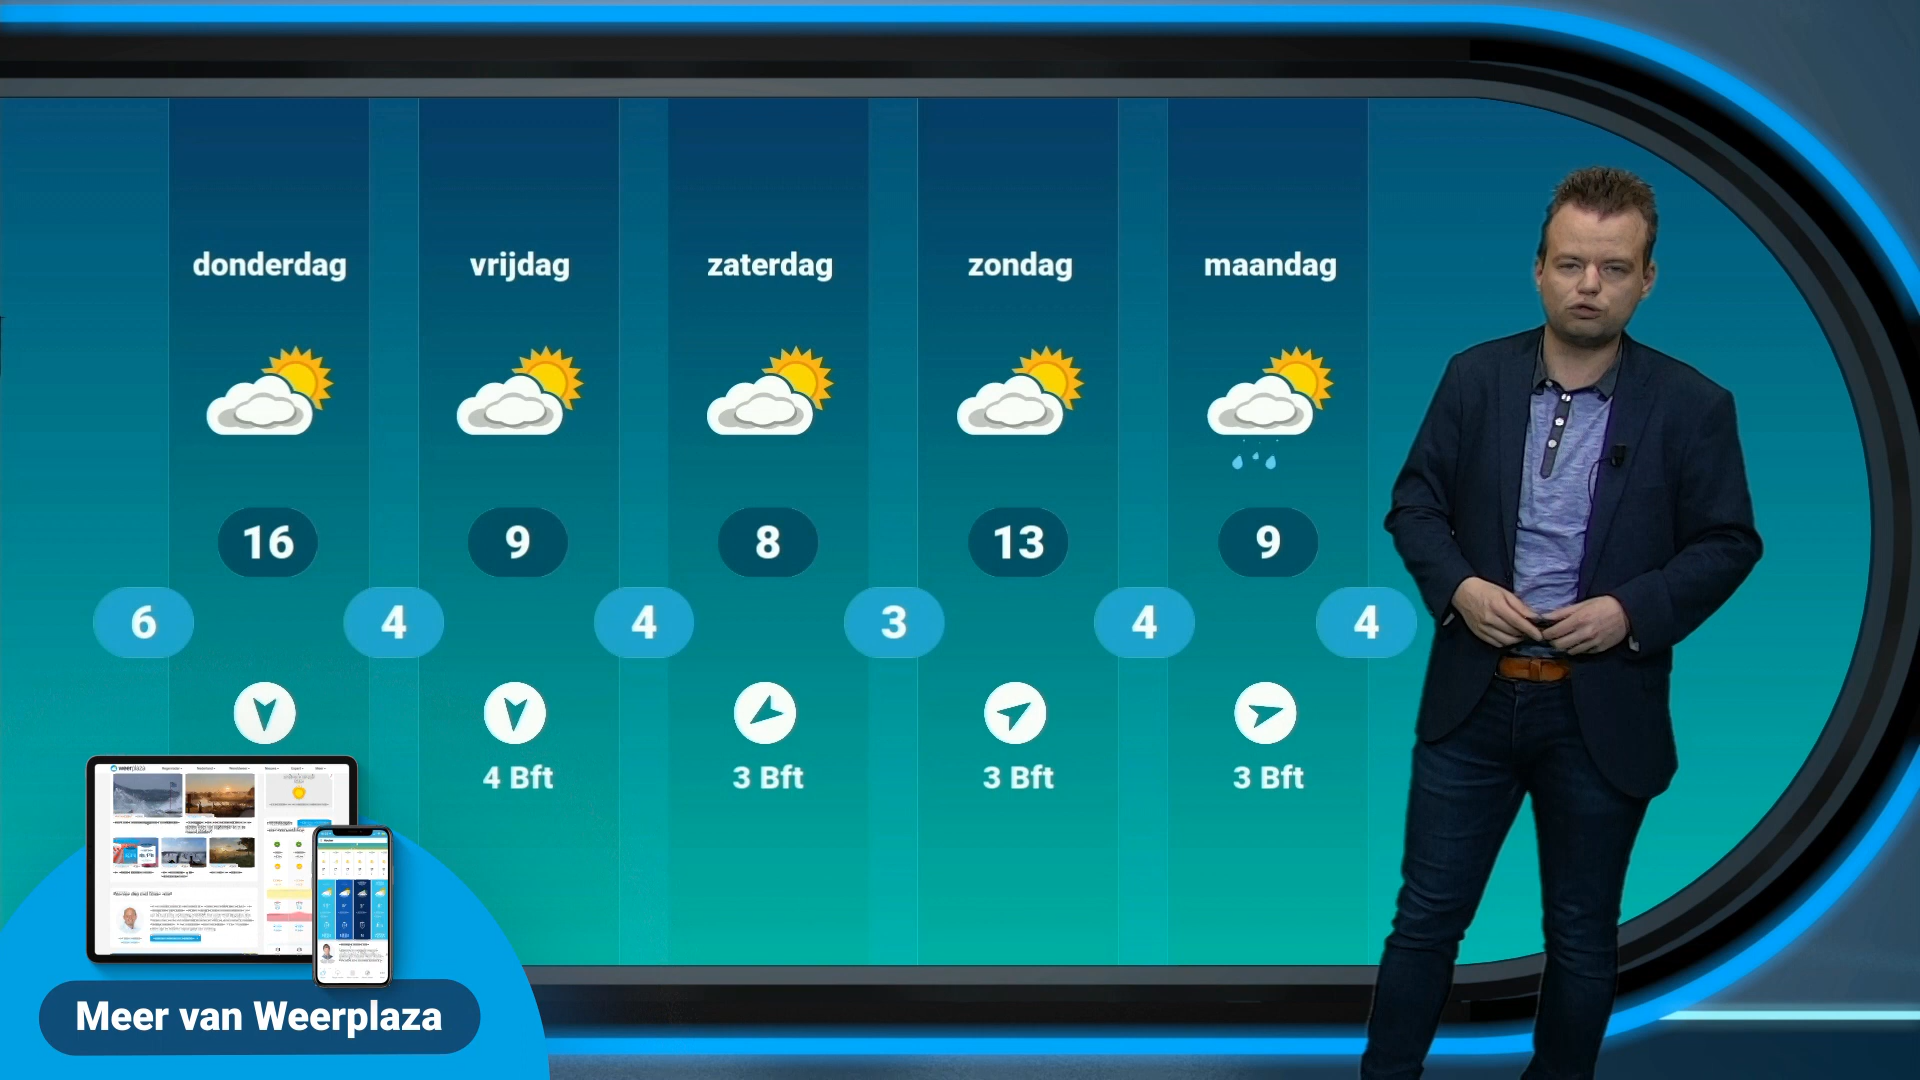 donderdag vrijdag zaterdag zondag maandag
16 9 8 13 9
6 4 4 3 4 4
4 Bft 3 Bft 3 Bft 3 Bft
weerplaza
Meer van Weerplaza